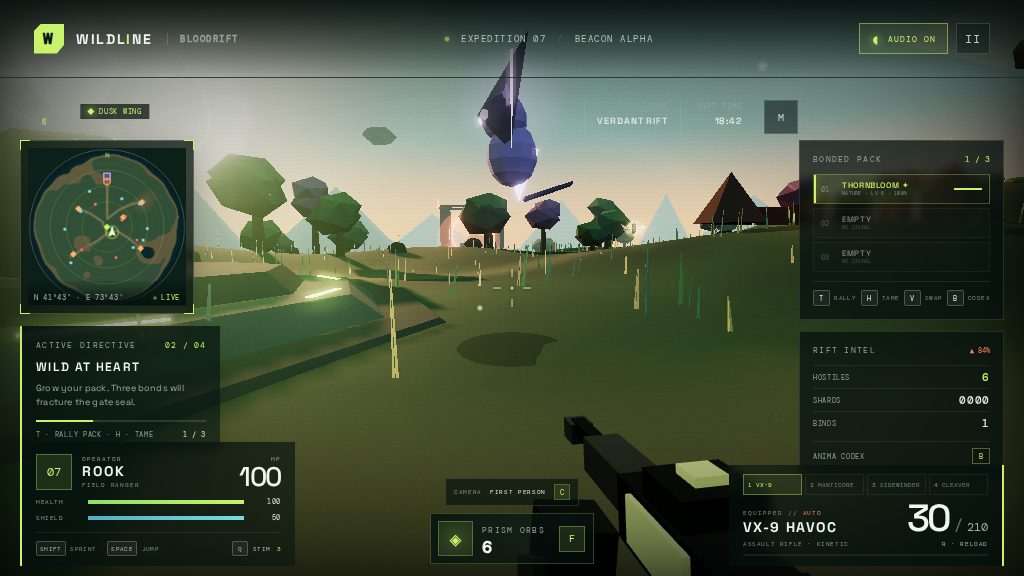 W WILDLINE BLOODRIFT
EXPEDITION 07 / BEACON ALPHA
AUDIO ON
II
DUSK WING
ZONE
VERDANT RIFT
RIFT TIME
18:42
M
N
N 41°43' · E 73°43'
LIVE
BONDED PACK 1 / 3
01 THORNBLOOM
NATURE · LV 6 · 100%
02 EMPTY
NO SIGNAL
03 EMPTY
NO SIGNAL
T RALLY H TAME V SWAP B CODEX
ACTIVE DIRECTIVE 02 / 04
WILD AT HEART
Grow your pack. Three bonds will
fracture the gate seal.
T · RALLY PACK · H · TAME 1 / 3
RIFT INTEL ▲ 84%
HOSTILES 6
SHARDS 0000
BINDS 1
ANIMA CODEX B
07
OPERATOR
ROOK
FIELD RANGER
HP
100
HEALTH 100
SHIELD 50
SHIFT SPRINT SPACE JUMP Q STIM 3
CAMERA FIRST PERSON C
PRISM ORBS
6
F
1 VX-9 2 MANTICORE 3 SIDEWINDER 4 CLEAVER
EQUIPPED // AUTO
VX-9 HAVOC
ASSAULT RIFLE · KINETIC
30 / 210
R · RELOAD